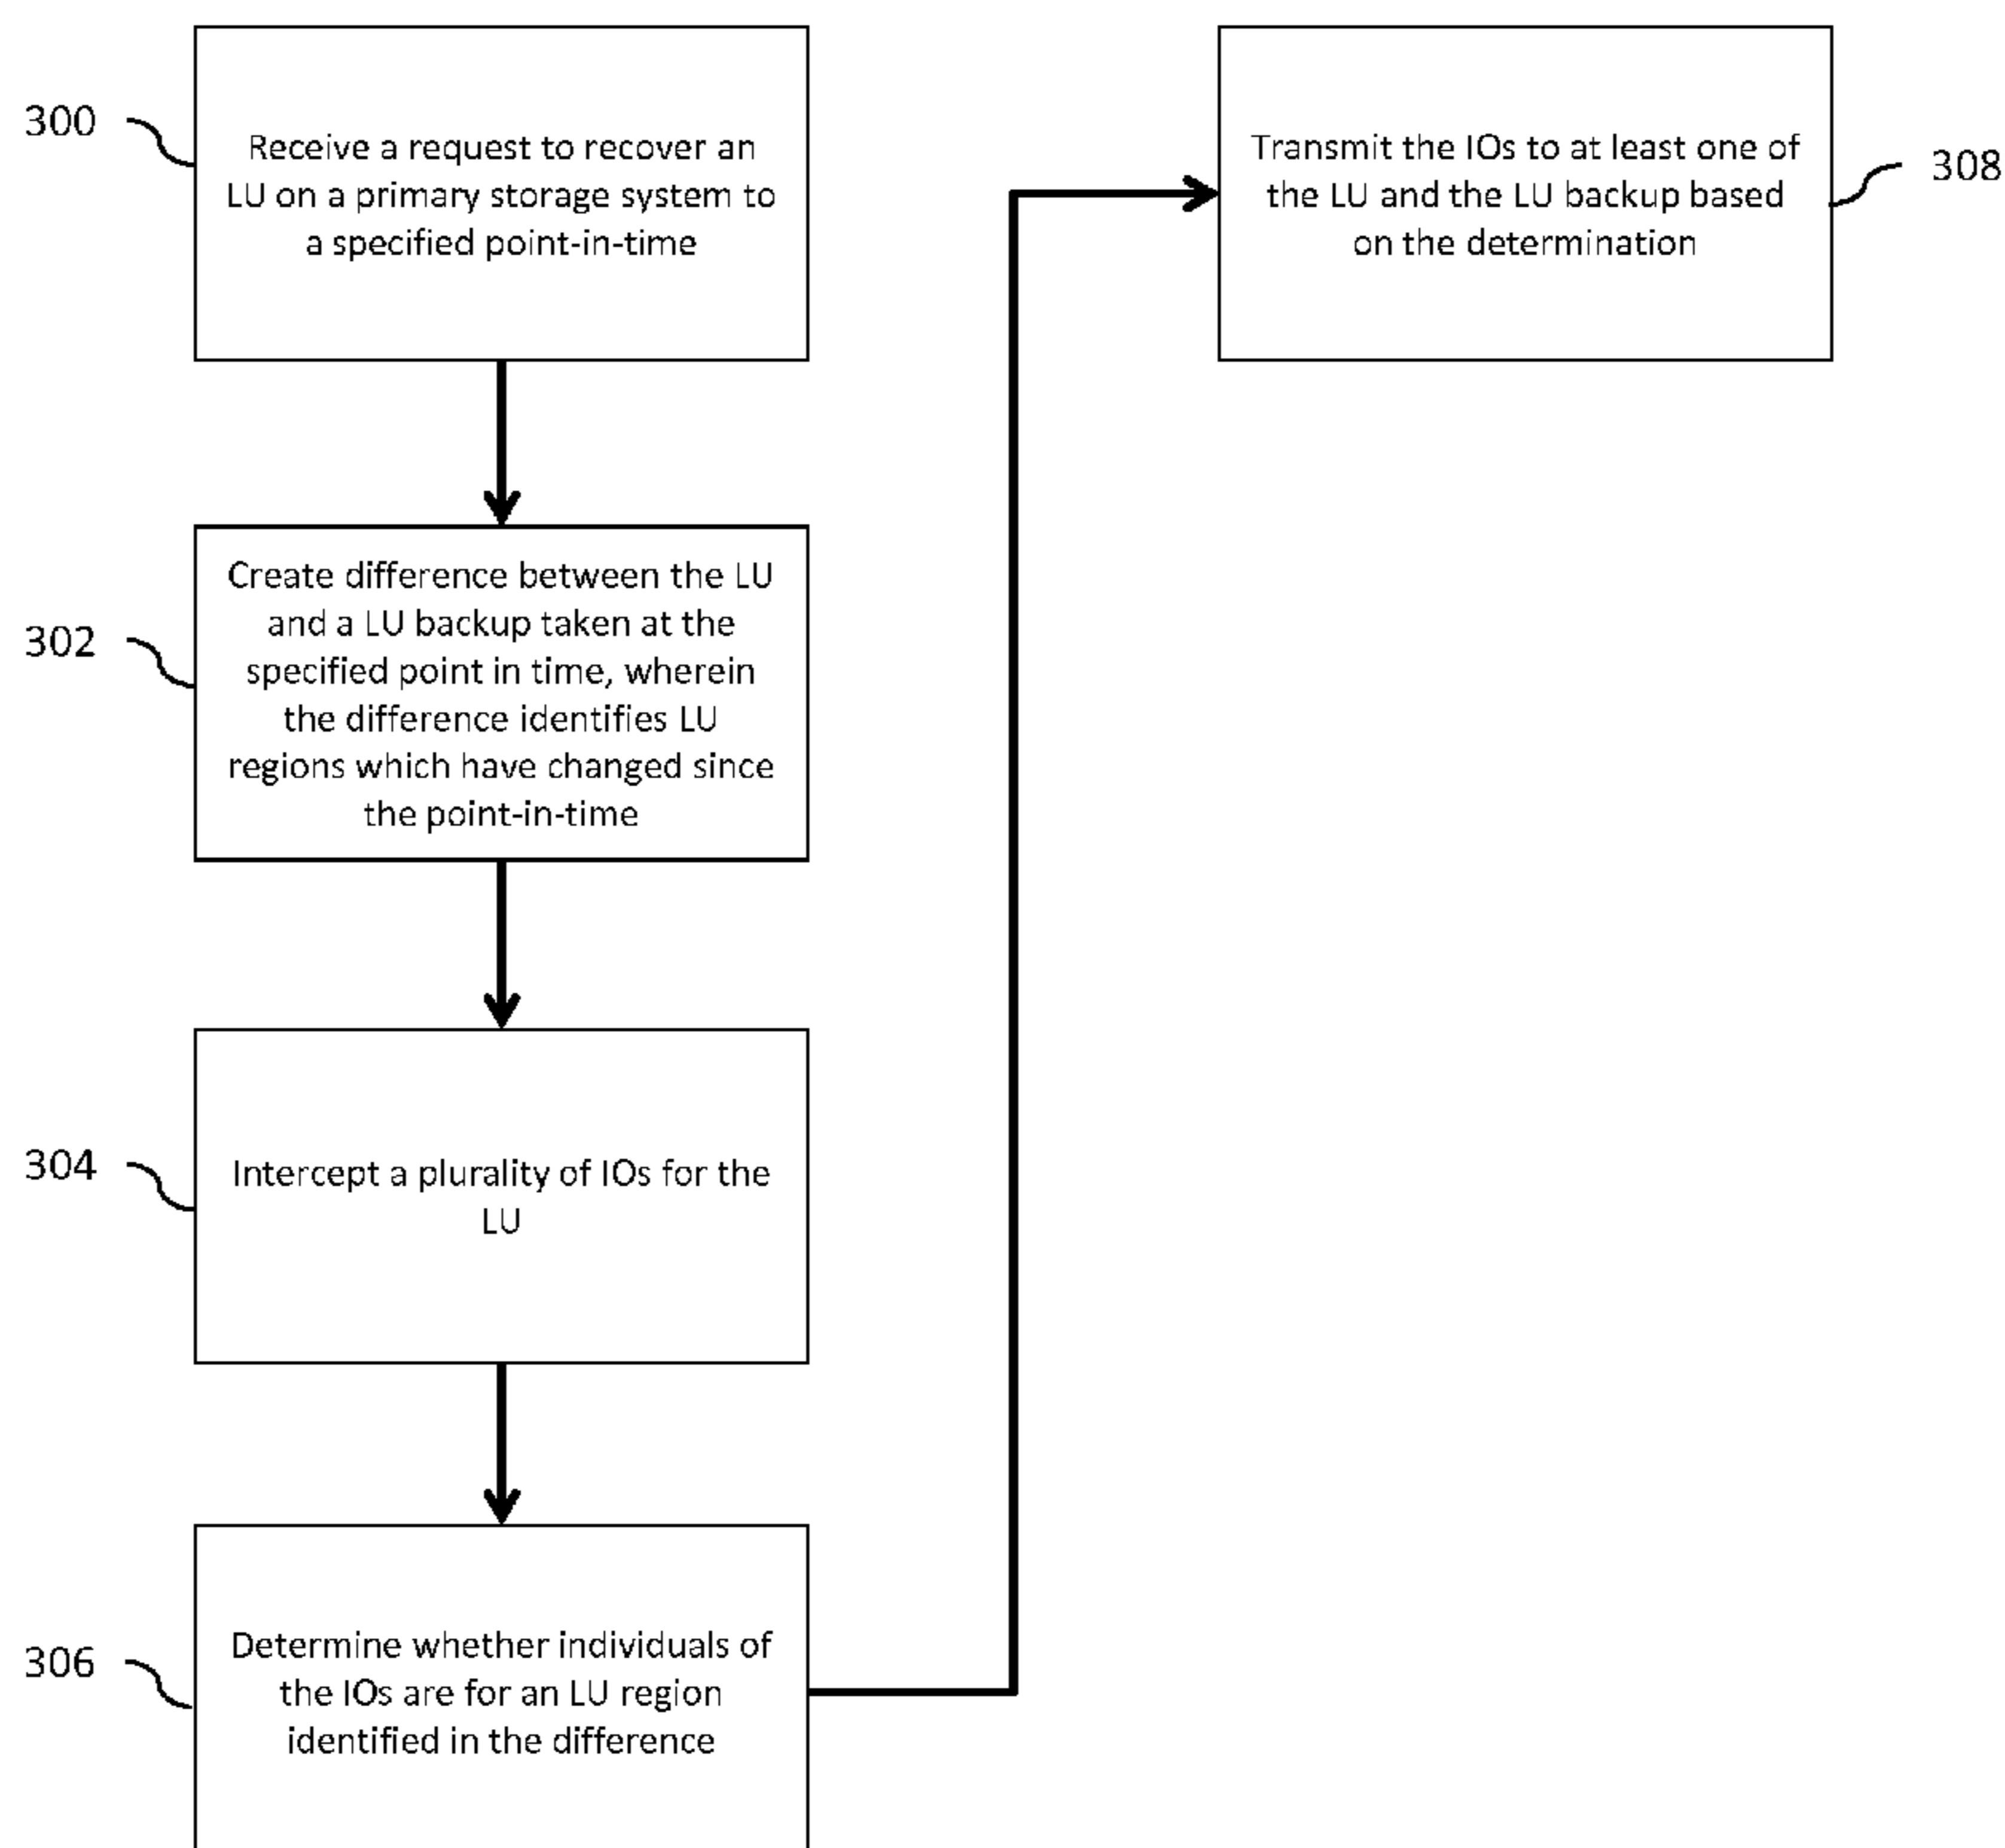 300
Receive a request to recover an
LU on a primary storage system to
a specified point-in-time
302
Create difference between the LU
and a LU backup taken at the
specified point in time, wherein
the difference identifies LU
regions which have changed since
the point-in-time
304
Intercept a plurality of IOs for the
LU
306
Determine whether individuals of
the IOs are for an LU region
identified in the difference
Transmit the IOs to at least one of
the LU and the LU backup based
on the determination
308